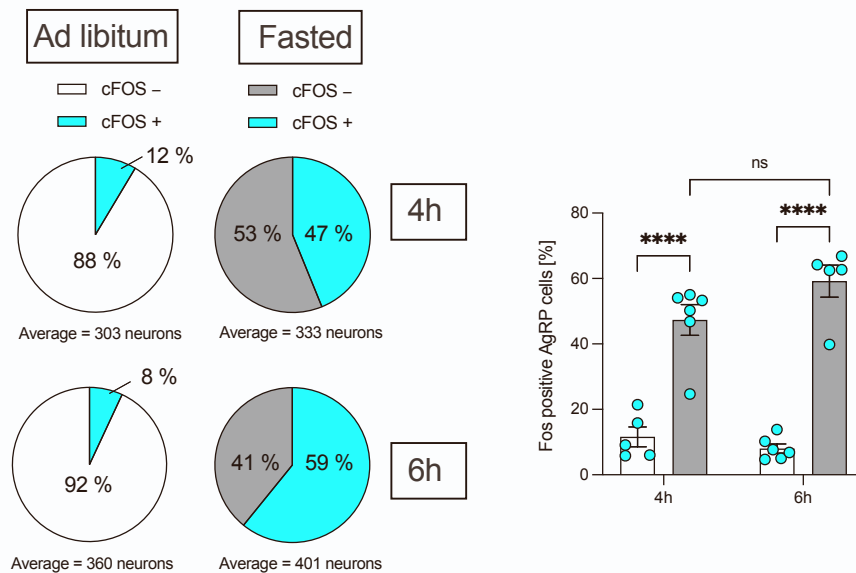 Ad libitum
Fasted
cFOS –
cFOS +
cFOS –
cFOS +
12 %
88 %
53 %
47 %
4h
Average = 303 neurons
Average = 333 neurons
8 %
92 %
41 %
59 %
6h
Average = 360 neurons
Average = 401 neurons
ns
****
****
Fos positive AgRP cells [%]
80
60
40
20
0
4h
6h